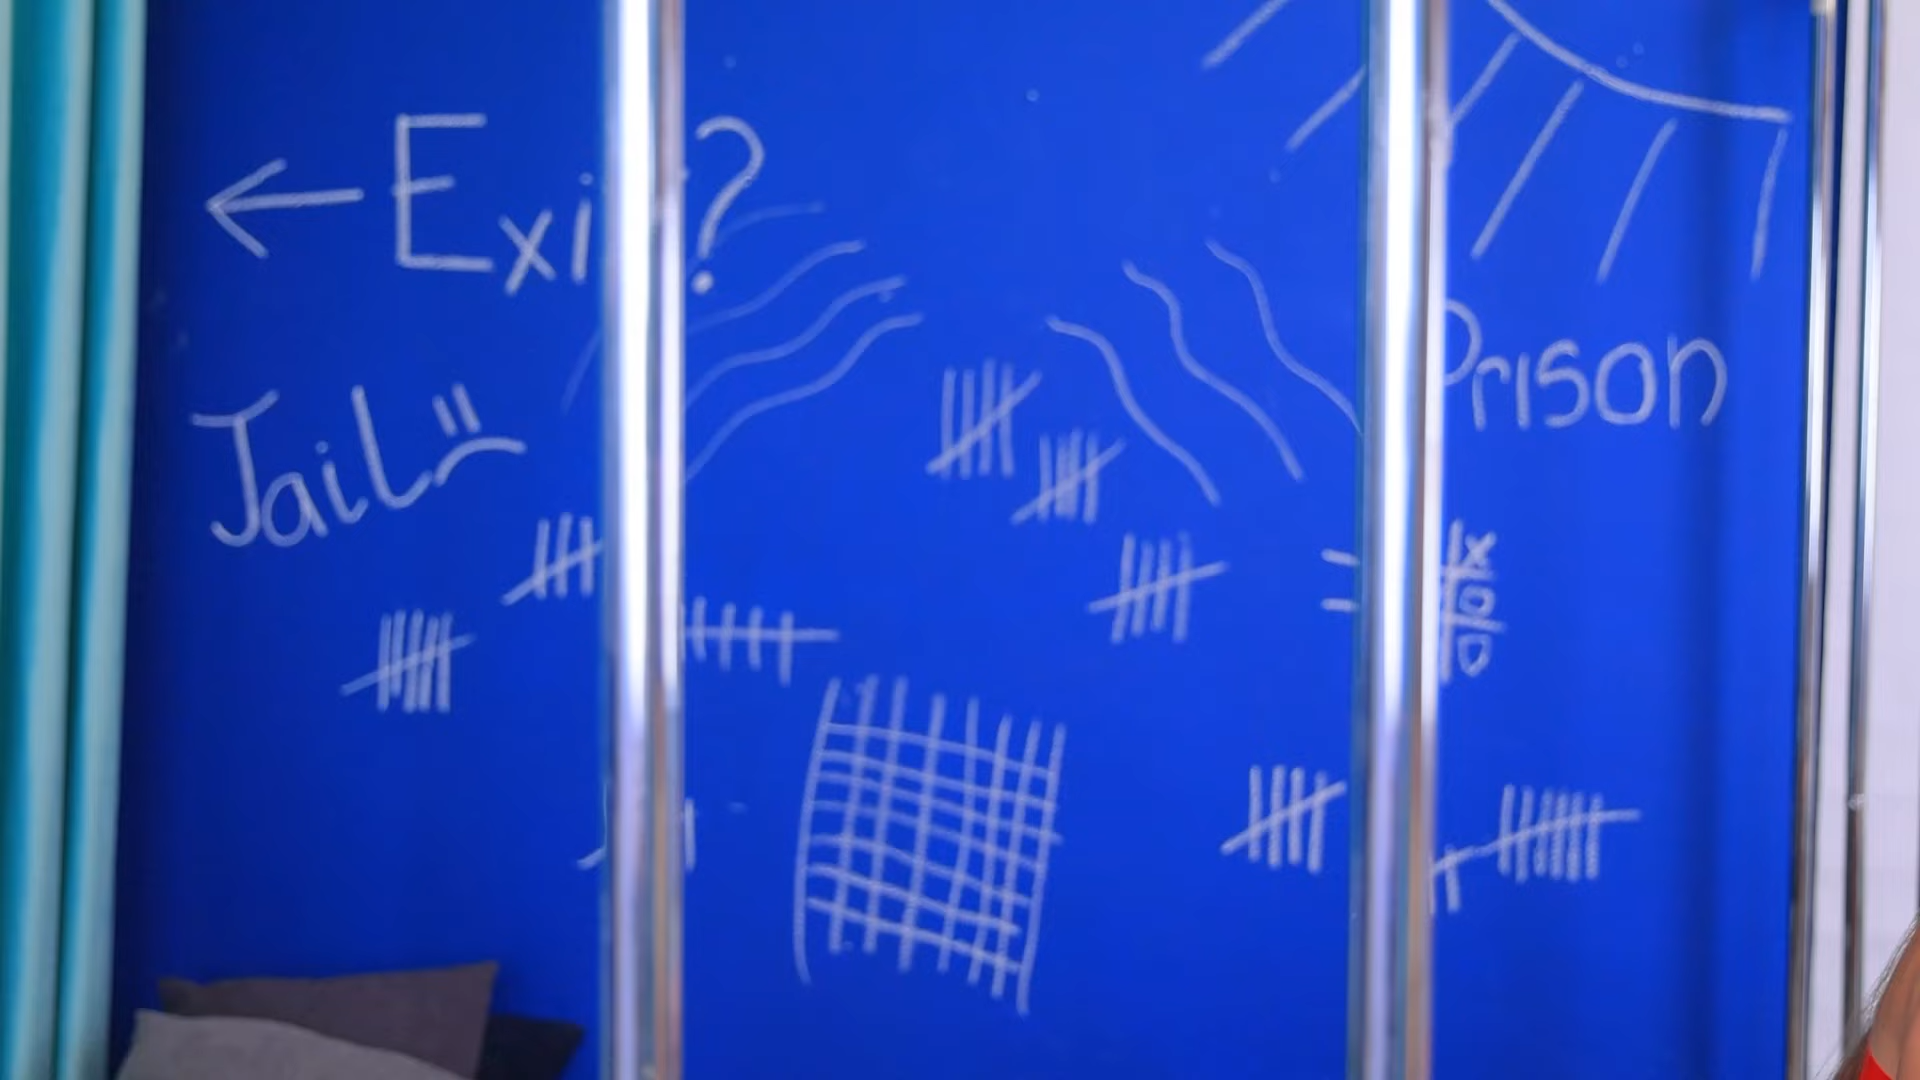 ← Exi ?
Prison
Jail
X
O
O